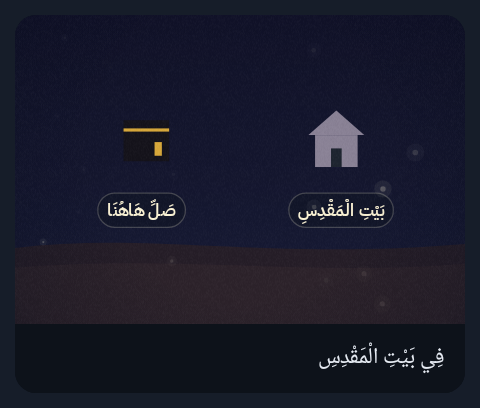 بَيْتِ الْمَقْدِسِ
صَلِّ هَاهُنَا
فِي بَيْتِ الْمَقْدِسِ